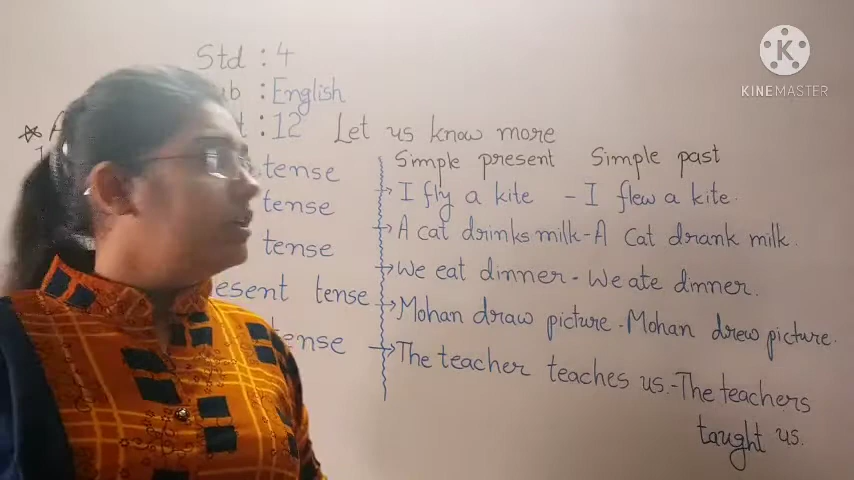 Std : 4
: English
: 12 Let us know more
tense
tense
tense
tense
Simple present Simple past
I fly a kite - I flew a kite.
A cat drinks milk - A Cat drank milk.
We eat dinner - We ate dinner.
Mohan draw picture - Mohan drew picture.
The teacher teaches us. - The teachers
taught us.
KINEMASTER